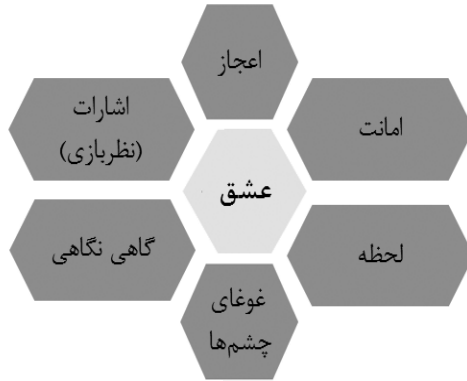 اعجاز
امانت
اشارات
(نظربازی)
عشق
لحظه
گاهی نگاهی
غوغای
چشم‌ها